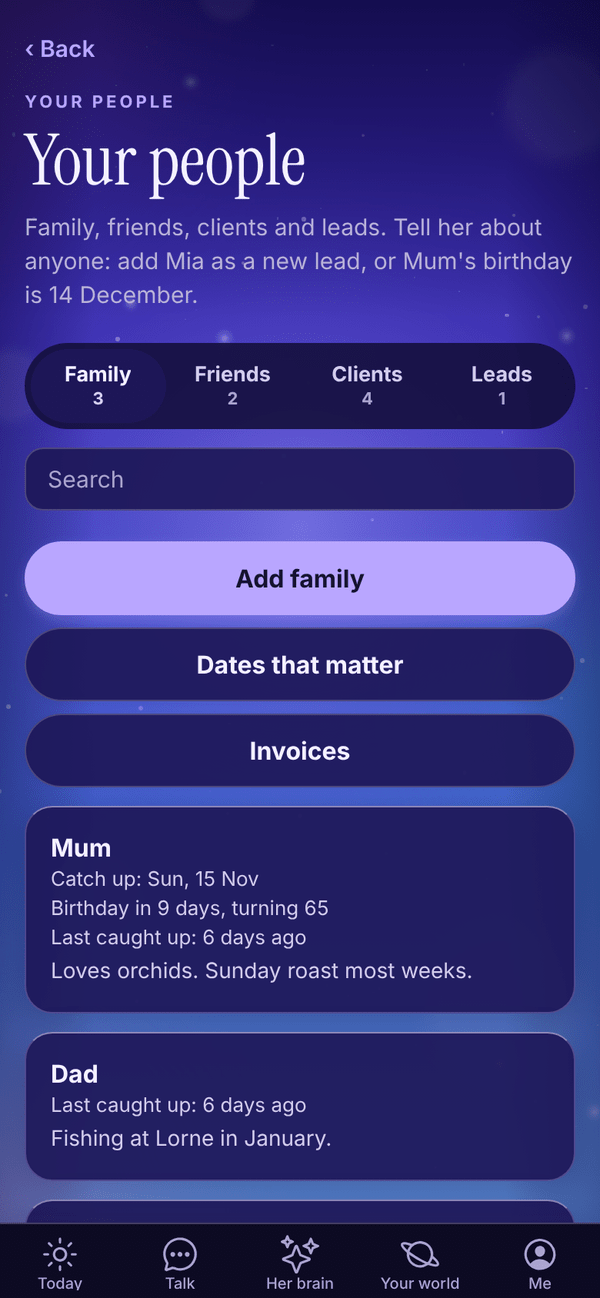 ‹ Back
YOUR PEOPLE
Your people
Family, friends, clients and leads. Tell her about
anyone: add Mia as a new lead, or Mum's birthday
is 14 December.
Family
3
Friends
2
Clients
4
Leads
1
Search
Add family
Dates that matter
Invoices
Mum
Catch up: Sun, 15 Nov
Birthday in 9 days, turning 65
Last caught up: 6 days ago
Loves orchids. Sunday roast most weeks.
Dad
Last caught up: 6 days ago
Fishing at Lorne in January.
Today
Talk
Her brain
Your world
Me